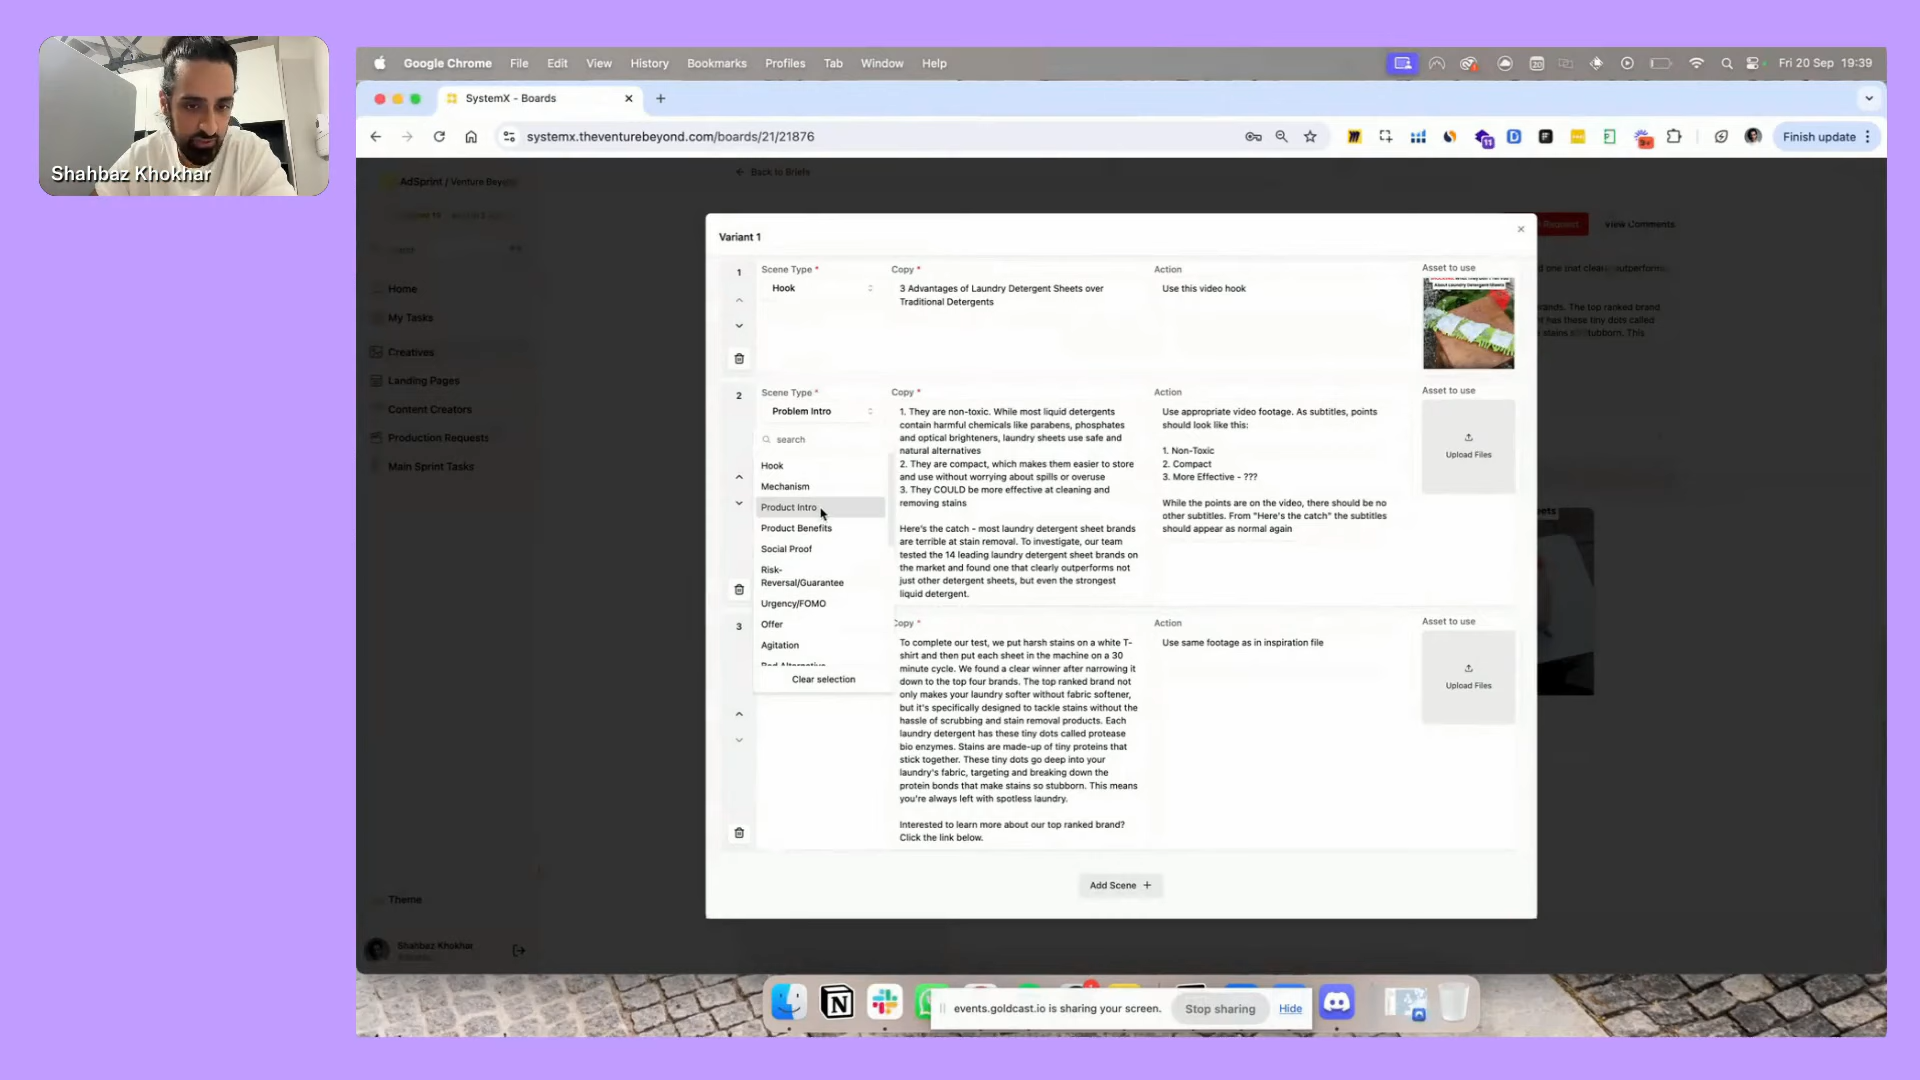 Shahbaz Khokhar
Google Chrome File Edit View History Bookmarks Profiles Tab Window Help
20
Fri 20 Sep 19:39
SystemX - Boards
systemx.theventurebeyond.com/boards/21/21876
11
Finish update
AdSprint / Venture Beyond
Home
My Tasks
Creatives
Landing Pages
Content Creators
Production Requests
Main Sprint Tasks
Theme
Shahbaz Khokhar
Back to Briefs
Request
View Comments
brands. The top ranked brand
has these tiny dots called
Variant 1
1
Scene Type *
Hook
Copy *
3 Advantages of Laundry Detergent Sheets over
Traditional Detergents
Action
Use this video hook
Asset to use
About Laundry Detergent Sheets
2
Scene Type *
Problem Intro
search
Hook
Mechanism
Product Intro
Product Benefits
Social Proof
Risk-
Reversal/Guarantee
Urgency/FOMO
Offer
Agitation
Bad Alternative
Clear selection
Copy *
1. They are non-toxic. While most liquid detergents
contain harmful chemicals like parabens, phosphates
and optical brighteners, laundry sheets use safe and
natural alternatives
2. They are compact, which makes them easier to store
and use without worrying about spills or overuse
3. They COULD be more effective at cleaning and
removing stains
Here's the catch - most laundry detergent sheet brands
are terrible at stain removal. To investigate, our team
tested the 14 leading laundry detergent sheet brands on
the market and found one that clearly outperforms not
just other detergent sheets, but even the strongest
liquid detergent.
Action
Use appropriate video footage. As subtitles, points
should look like this:
1. Non-Toxic
2. Compact
3. More Effective - ???
While the points are on the video, there should be no
other subtitles. From "Here's the catch" the subtitles
should appear as normal again
Asset to use
Upload Files
3
Copy *
To complete our test, we put harsh stains on a white T-
shirt and then put each sheet in the machine on a 30
minute cycle. We found a clear winner after narrowing it
down to the top four brands. The top ranked brand not
only makes your laundry softer without fabric softener,
but it's specifically designed to tackle stains without the
hassle of scrubbing and stain removal products. Each
laundry detergent has these tiny dots called protease
bio enzymes. Stains are made-up of tiny proteins that
stick together. These tiny dots go deep into your
laundry's fabric, targeting and breaking down the
protein bonds that make stains so stubborn. This means
you're always left with spotless laundry.
Interested to learn more about our top ranked brand?
Click the link below.
Action
Use same footage as in inspiration file
Asset to use
Upload Files
Add Scene +
events.goldcast.io is sharing your screen.
Stop sharing
Hide